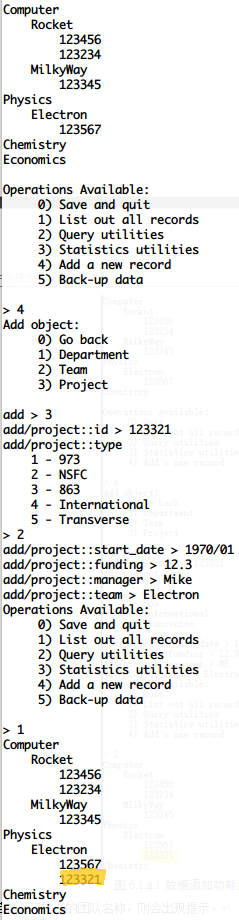 Computer
Rocket
123456
123234
MilkyWay
123345
Physics
Electron
123567
Chemistry
Economics
Operations Available:
0) Save and quit
1) List out all records
2) Query utilities
3) Statistics utilities
4) Add a new record
5) Back-up data
> 4
Add object:
0) Go back
1) Department
2) Team
3) Project
add > 3
add/project::id > 123321
add/project::type
1 - 973
2 - NSFC
3 - 863
4 - International
5 - Transverse
> 2
add/project::start_date > 1970/01
add/project::funding > 12.3
add/project::manager > Mike
add/project::team > Electron
Operations Available:
0) Save and quit
1) List out all records
2) Query utilities
3) Statistics utilities
4) Add a new record
5) Back-up data
> 1
Computer
Rocket
123456
123234
MilkyWay
123345
Physics
Electron
123567
123321
Chemistry
Economics